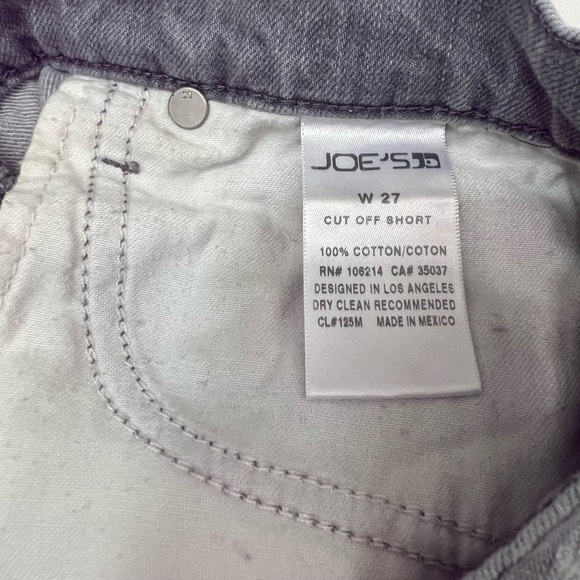 JOE'S
W 27
CUT OFF SHORT
100% COTTON/COTON
RN# 106214 CA# 35037
DESIGNED IN LOS ANGELES
DRY CLEAN RECOMMENDED
CL#125M MADE IN MEXICO